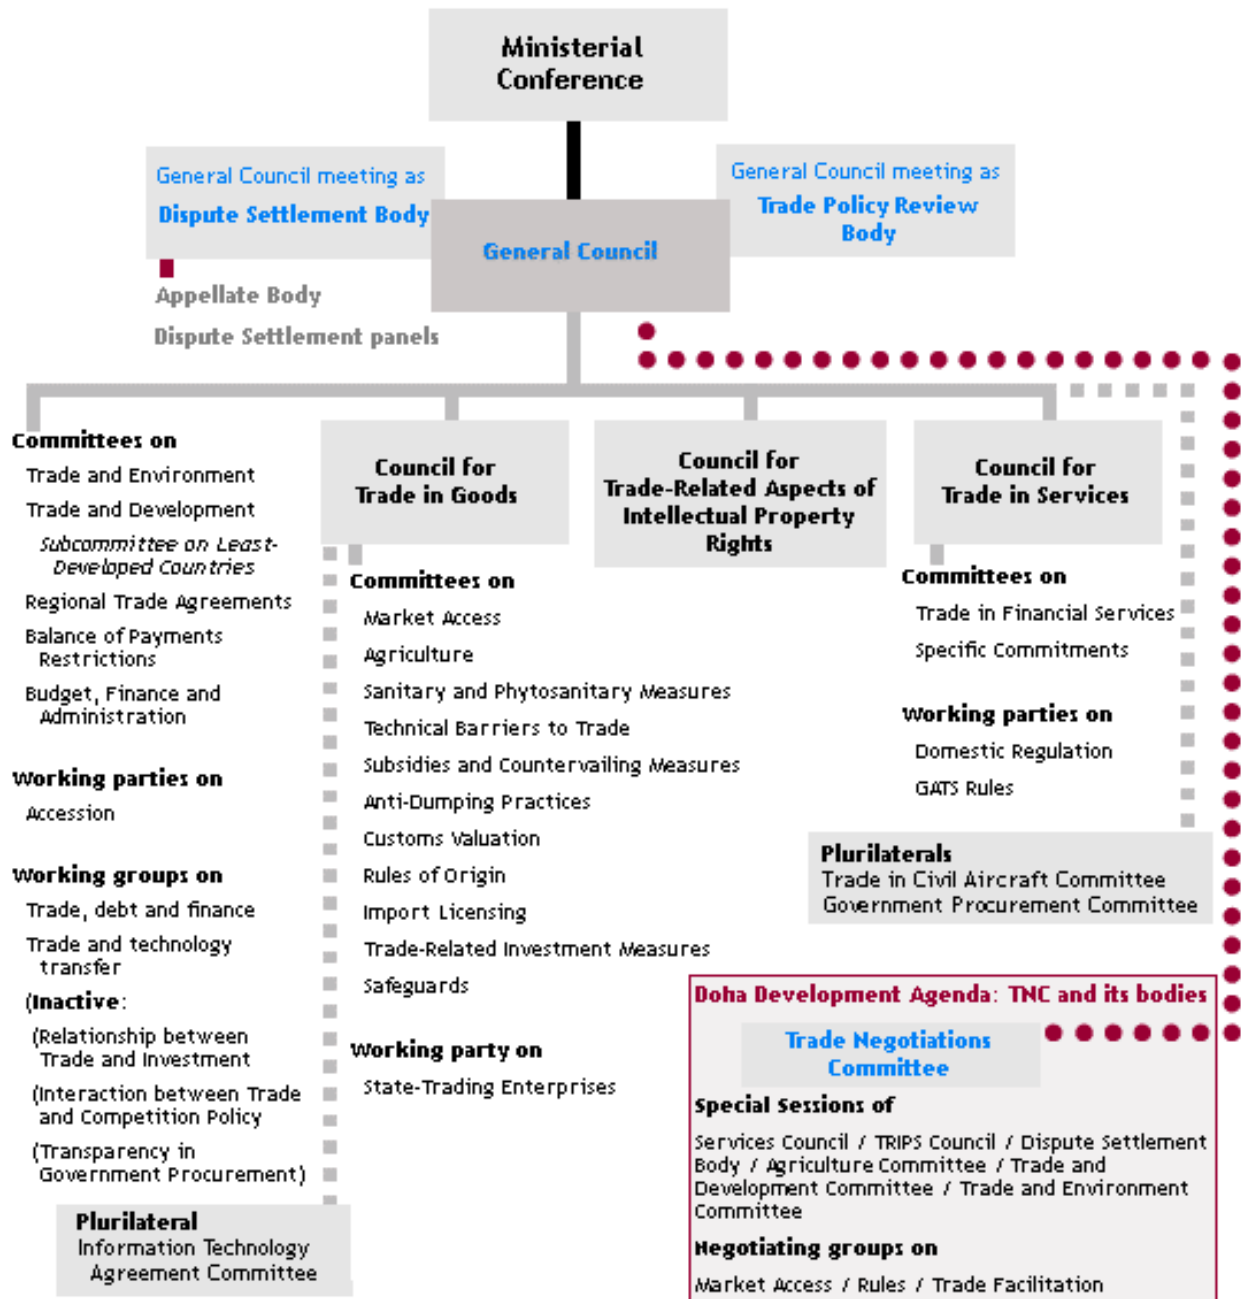 Ministerial
Conference
General Council meeting as
Dispute Settlement Body
General Council meeting as
Trade Policy Review
Body
General Council
Appellate Body
Dispute Settlement panels
Committees on
Trade and Environment
Trade and Development
Subcommittee on Least-
Developed Countries
Regional Trade Agreements
Balance of Payments
Restrictions
Budget, Finance and
Administration
Working parties on
Accession
Working groups on
Trade, debt and finance
Trade and technology
transfer
(Inactive:
(Relationship between
Trade and Investment
(Interaction between Trade
and Competition Policy
(Transparency in
Government Procurement)
Plurilateral
Information Technology
Agreement Committee
Council for
Trade in Goods
Committees on
Market Access
Agriculture
Sanitary and Phytosanitary Measures
Technical Barriers to Trade
Subsidies and Countervailing Measures
Anti-Dumping Practices
Customs Valuation
Rules of Origin
Import Licensing
Trade-Related Investment Measures
Safeguards
Working party on
State-Trading Enterprises
Council for
Trade-Related Aspects of
Intellectual Property
Rights
Council for
Trade in Services
Committees on
Trade in Financial Services
Specific Commitments
Working parties on
Domestic Regulation
GATS Rules
Plurilaterals
Trade in Civil Aircraft Committee
Government Procurement Committee
Doha Development Agenda: TNC and its bodies
Trade Negotiations
Committee
Special Sessions of
Services Council / TRIPS Council / Dispute Settlement
Body / Agriculture Committee / Trade and
Development Committee / Trade and Environment
Committee
Negotiating groups on
Market Access / Rules / Trade Facilitation